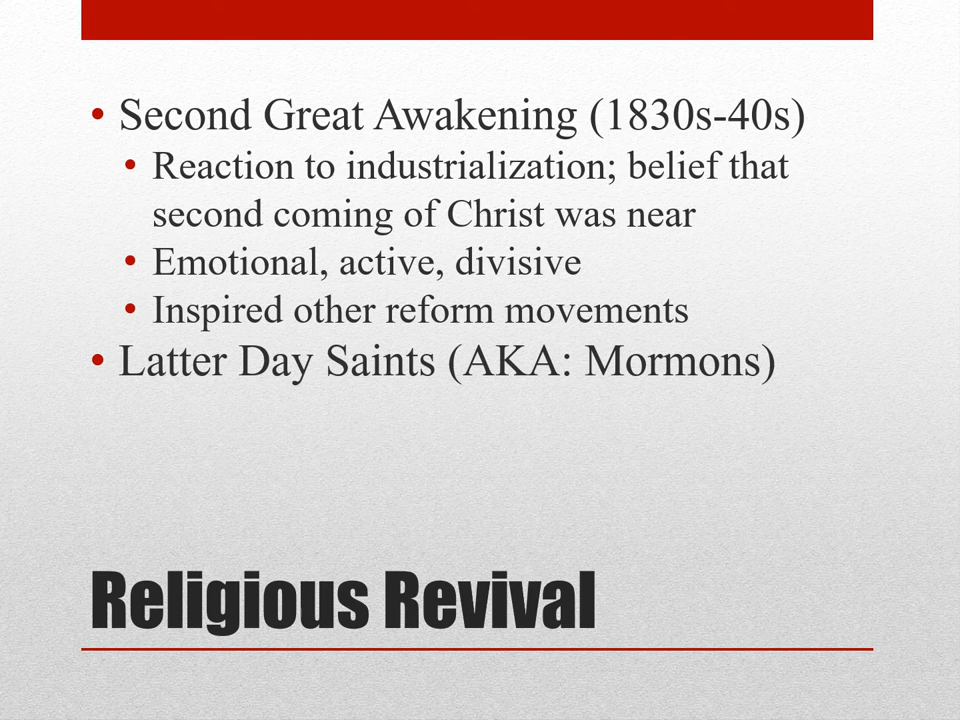 • Second Great Awakening (1830s-40s)
• Reaction to industrialization; belief that
second coming of Christ was near
• Emotional, active, divisive
• Inspired other reform movements
• Latter Day Saints (AKA: Mormons)
Religious Revival